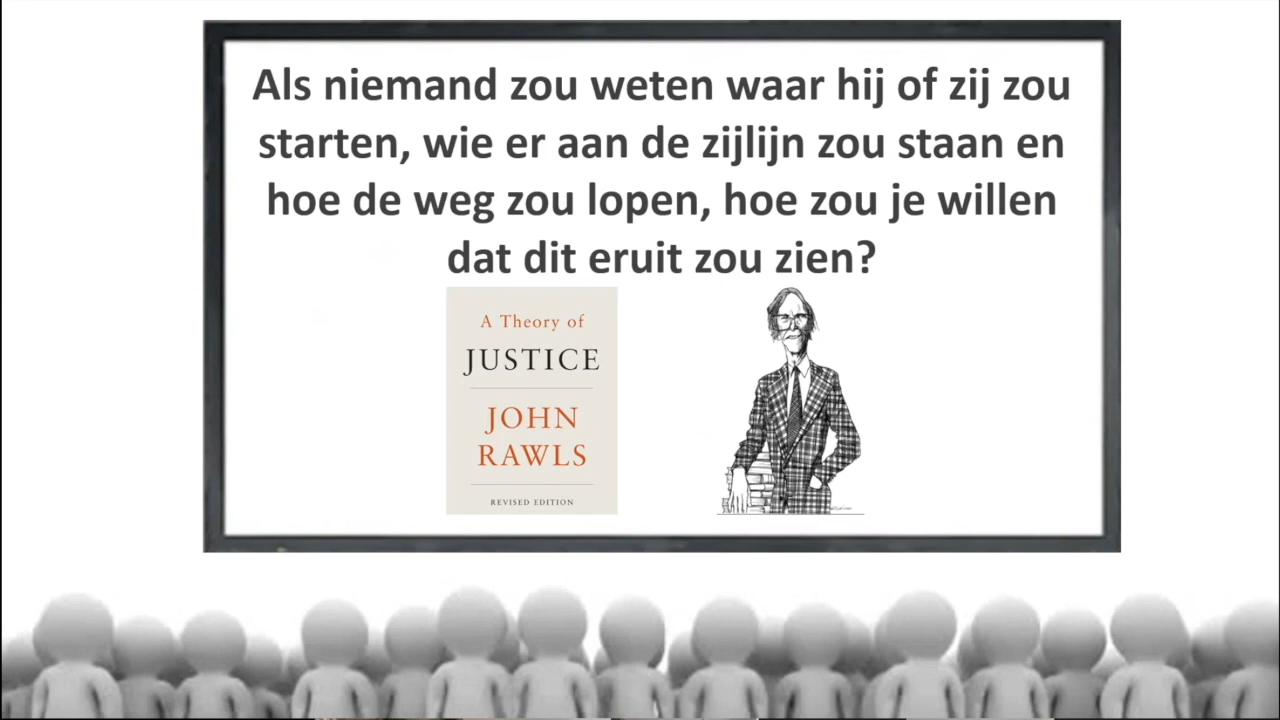 Als niemand zou weten waar hij of zij zou
starten, wie er aan de zijlijn zou staan en
hoe de weg zou lopen, hoe zou je willen
dat dit eruit zou zien?
A Theory of
JUSTICE
JOHN
RAWLS
REVISED EDITION